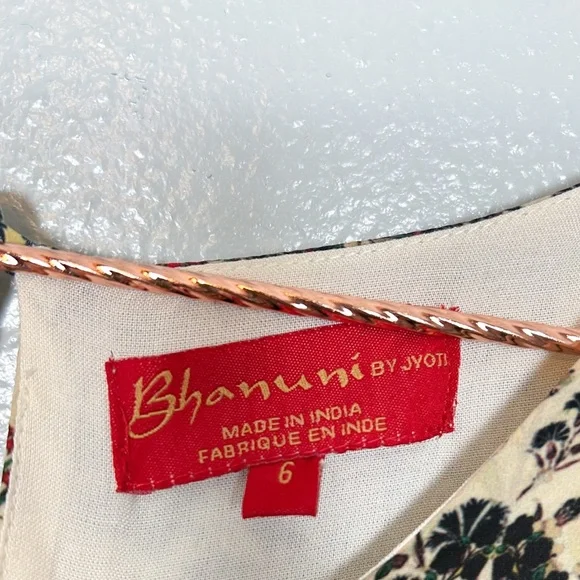 Bhanuni BY JYOTI
MADE IN INDIA
FABRIQUE EN INDE
6